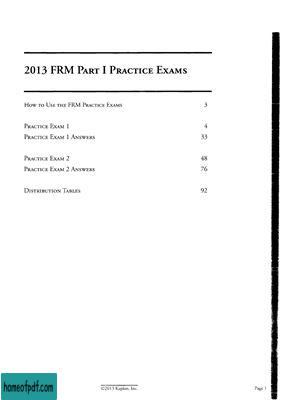 2013 FRM PART I PRACTICE EXAMS
HOW TO USE THE FRM PRACTICE EXAMS 3
PRACTICE EXAM 1 4
PRACTICE EXAM 1 ANSWERS 33
PRACTICE EXAM 2 48
PRACTICE EXAM 2 ANSWERS 76
DISTRIBUTION TABLES 92
©2013 Kaplan, Inc. Page 1
homeofpdf.com